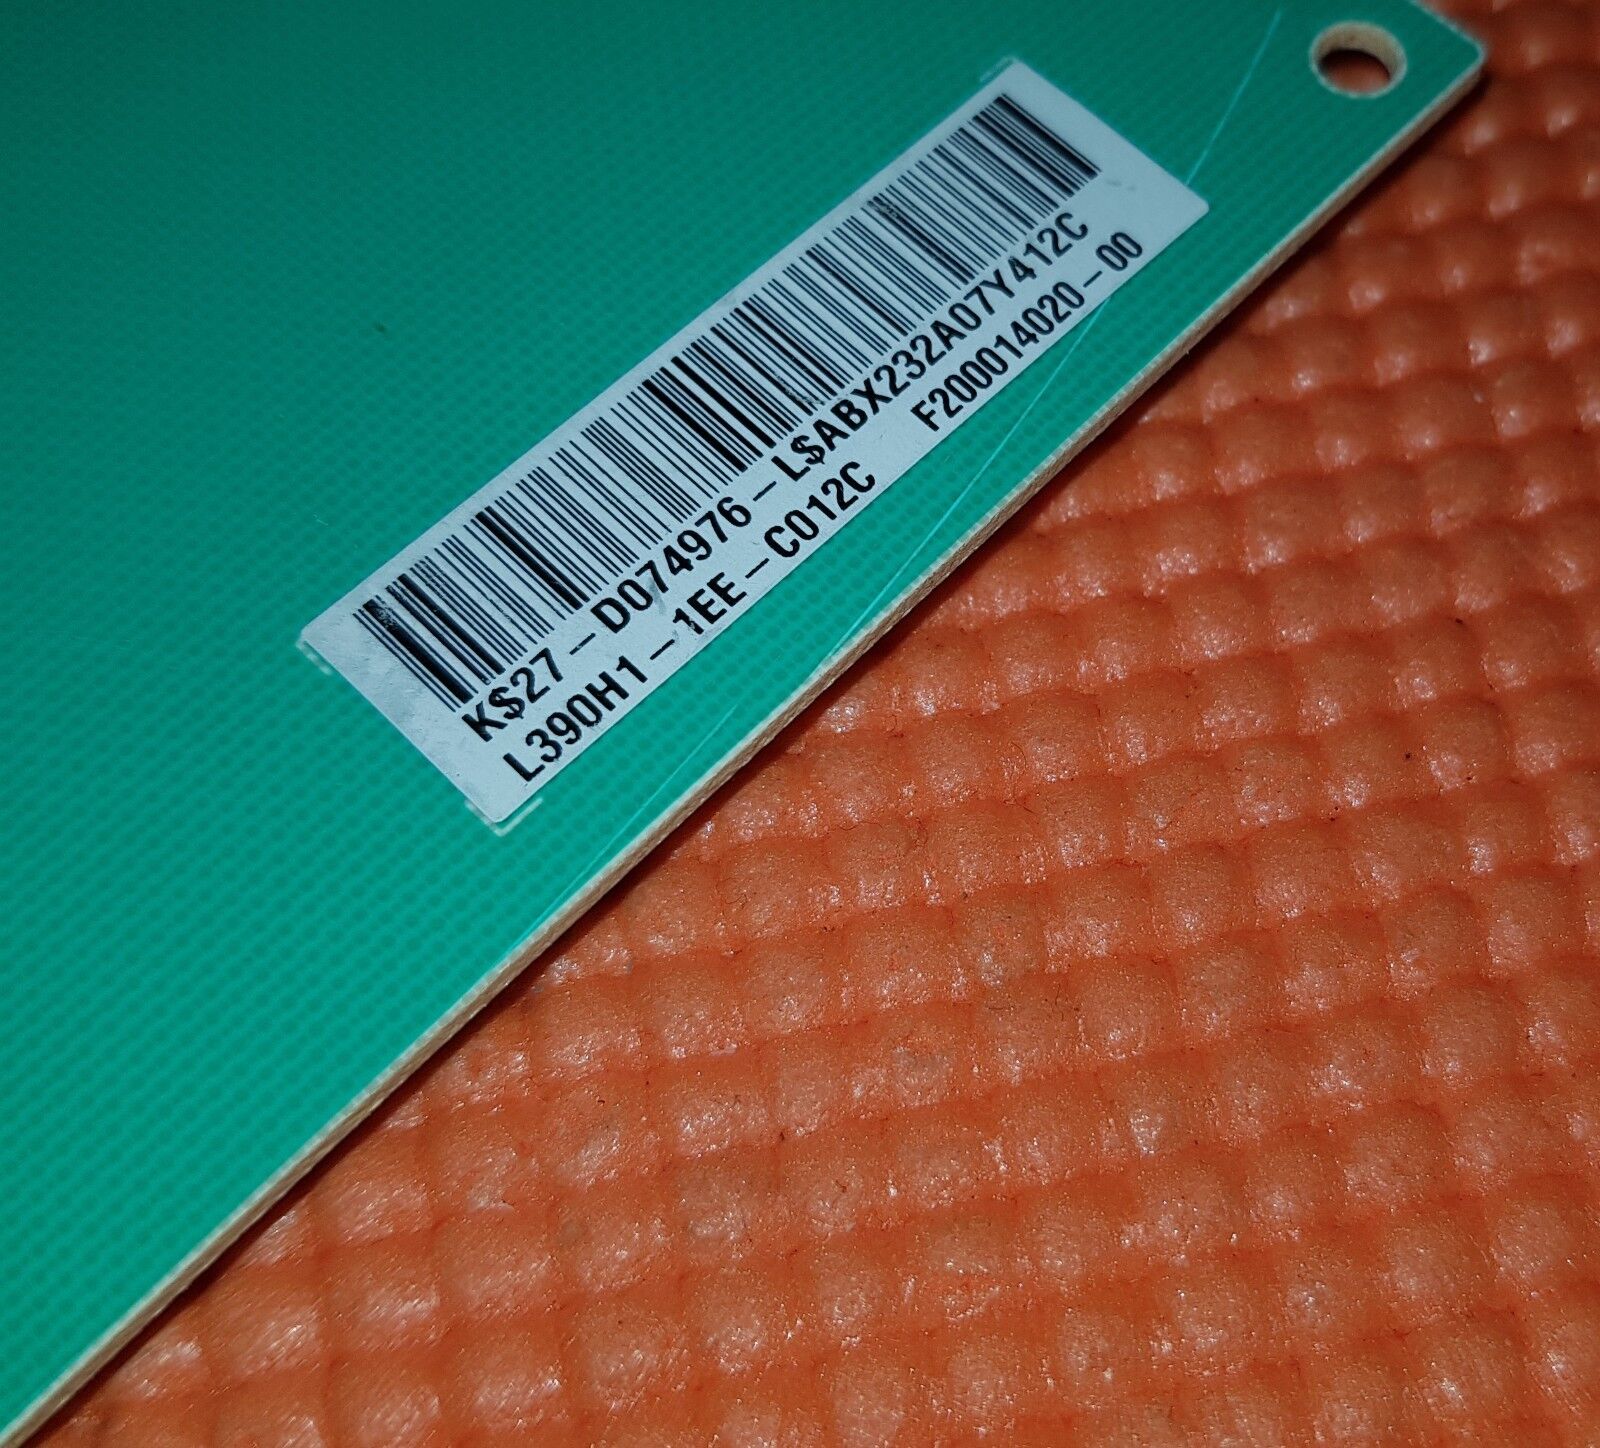 K$27-D074976-L$ABX232A07Y412C
L390H1-1EE-C012C F200014020-00